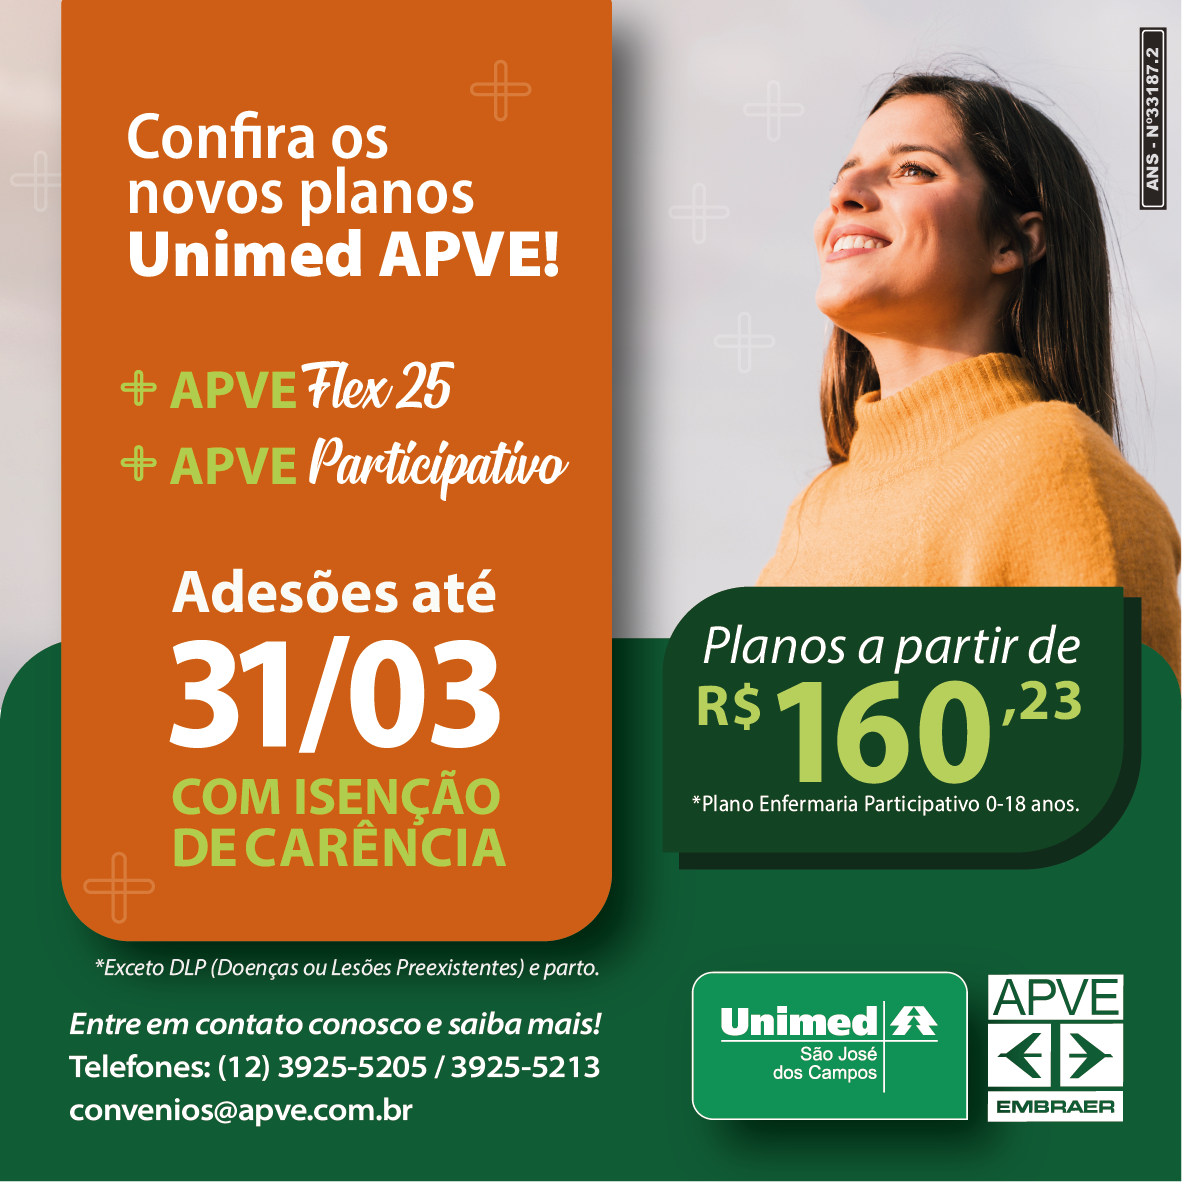 Confira os
novos planos
Unimed APVE!
APVE Flex 25
APVE Participativo
Adesões até
31/03
COM ISENÇÃO
DE CARÊNCIA
*Exceto DLP (Doenças ou Lesões Preexistentes) e parto.
Entre em contato conosco e saiba mais!
Telefones: (12) 3925-5205 / 3925-5213
convenios@apve.com.br
ANS - Nº33187.2
Planos a partir de
R$ 160,23
*Plano Enfermaria Participativo 0-18 anos.
Unimed
São José
dos Campos
APVE
EMBRAER